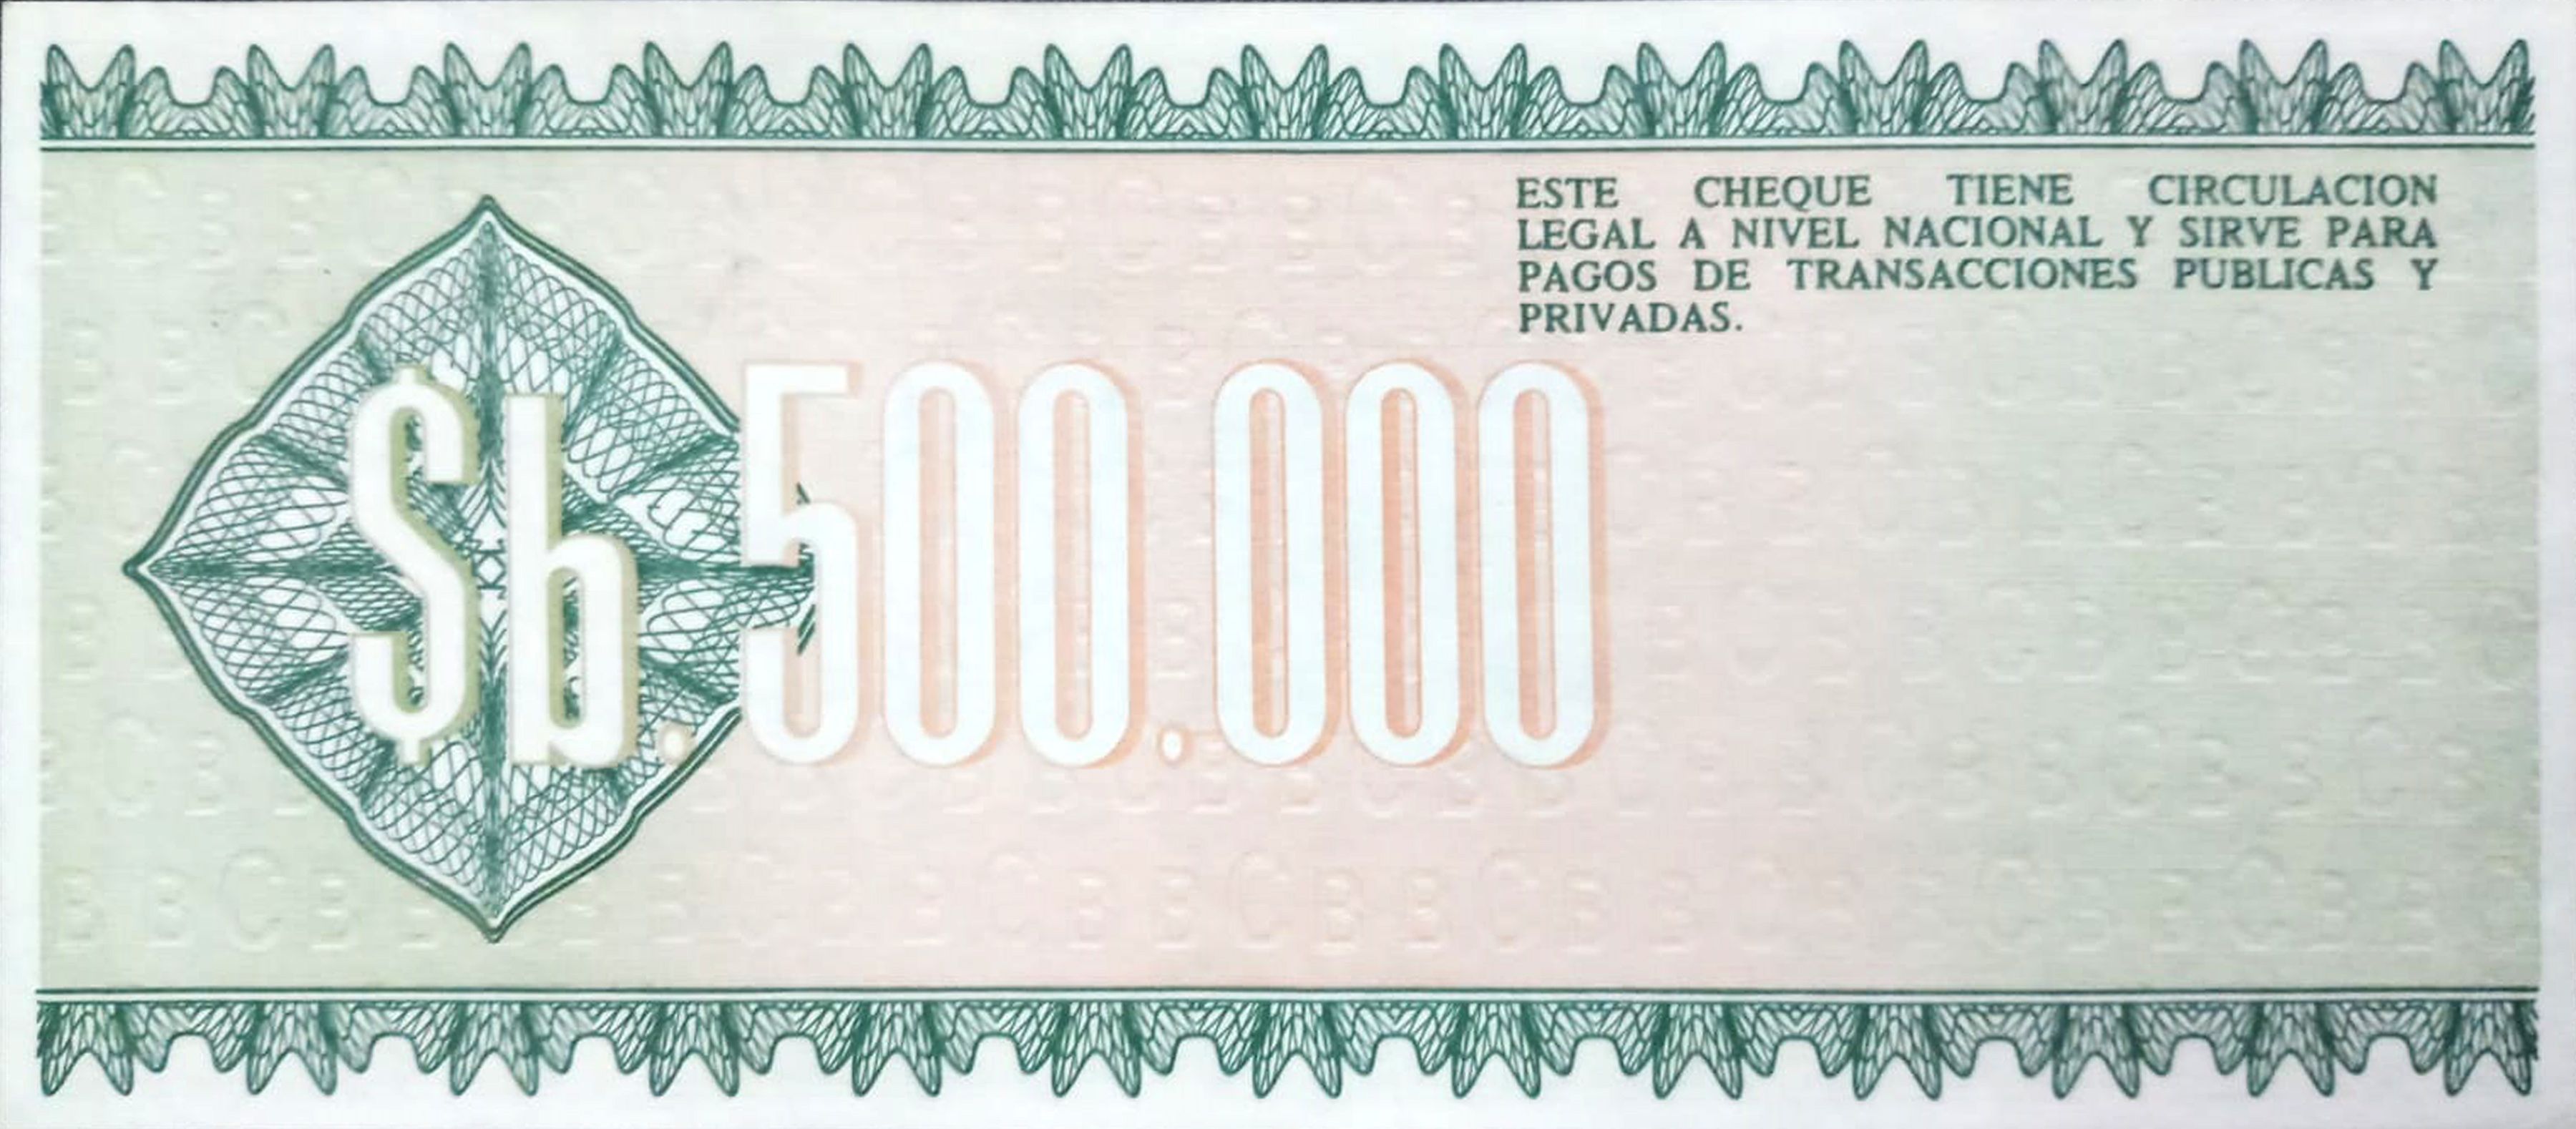 ESTE CHEQUE TIENE CIRCULACION
LEGAL A NIVEL NACIONAL Y SIRVE PARA
PAGOS DE TRANSACCIONES PUBLICAS Y
PRIVADAS.
$b.500.000